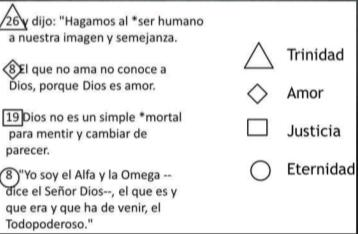 26 y dijo: "Hagamos al *ser humano
a nuestra imagen y semejanza.
8 El que no ama no conoce a
Dios, porque Dios es amor.
19 Dios no es un simple *mortal
para mentir y cambiar de
parecer.
8 "Yo soy el Alfa y la Omega --
dice el Señor Dios--, el que es y
que era y que ha de venir, el
Todopoderoso."
Trinidad
Amor
Justicia
Eternidad